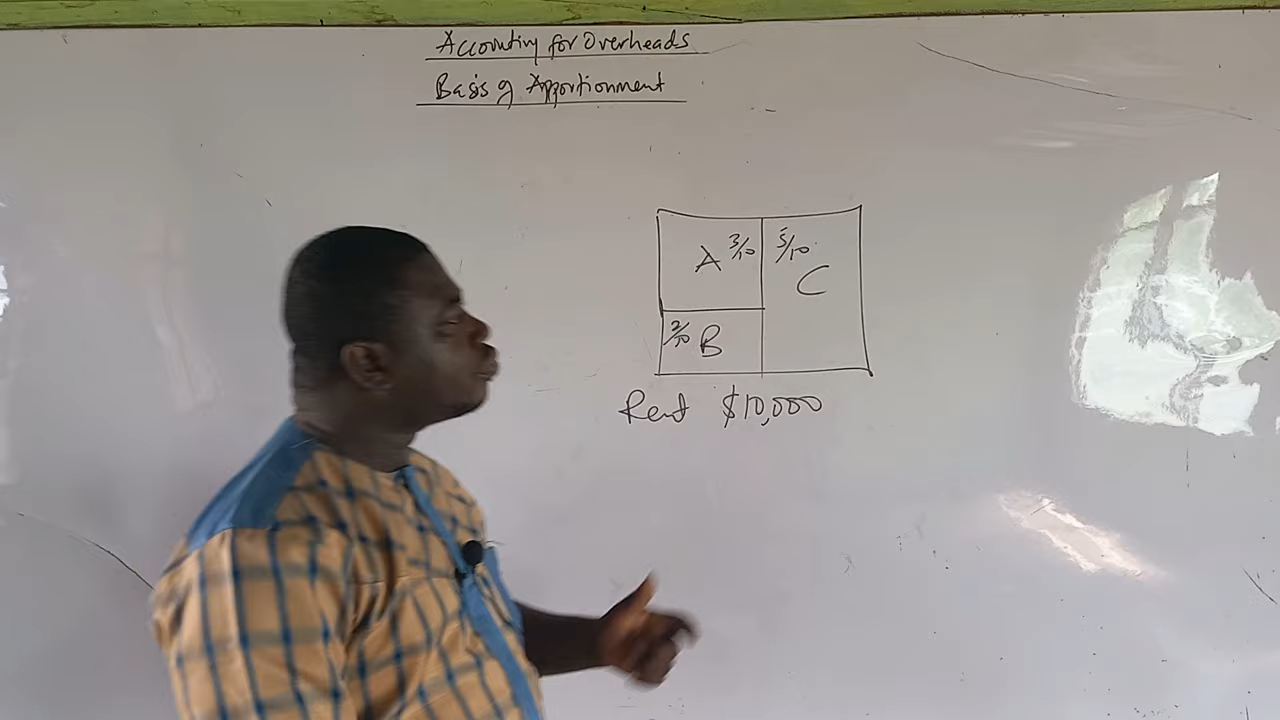 Accounting for Overheads
Basis of Apportionment
A 3/10
5/10
C
2/10 B
Rent $10,000